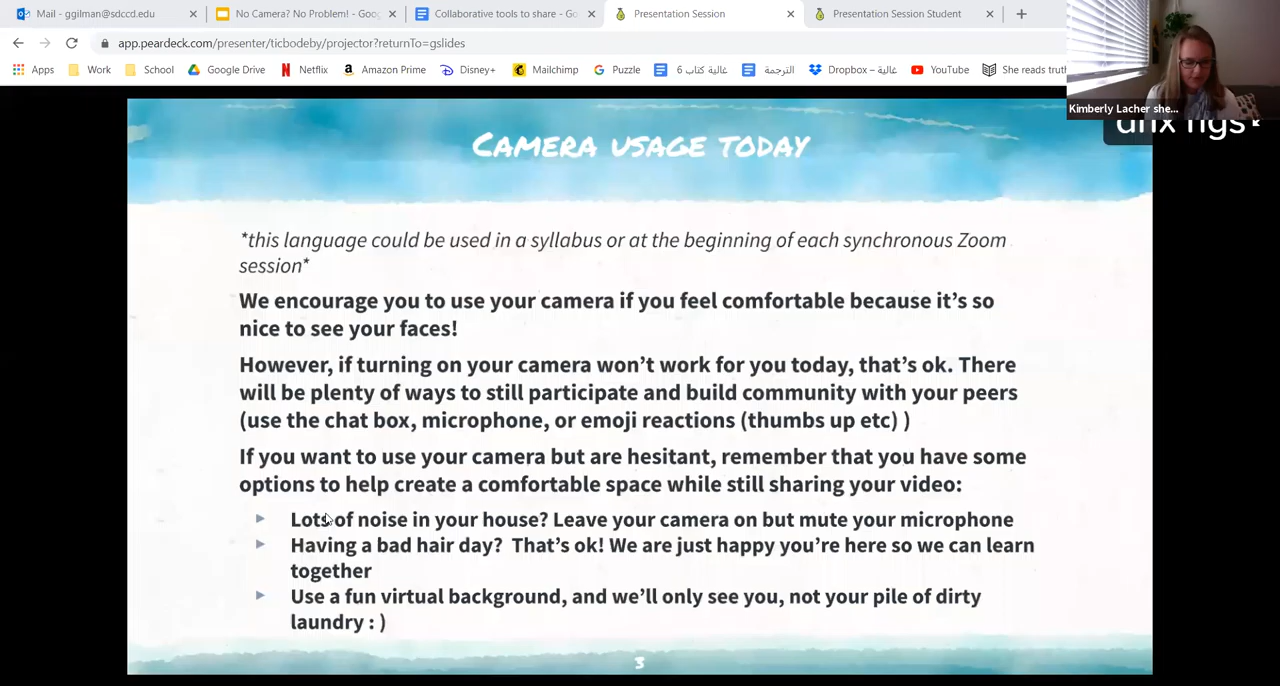 Mail - ggilman@sdccd.edu
No Camera? No Problem! - Goog
Collaborative tools to share - Go
Presentation Session
Presentation Session Student
app.peardeck.com/presenter/ticbodeby/projector?returnTo=gslides
Apps
Work
School
Google Drive
Netflix
Amazon Prime
Disney+
Mailchimp
Puzzle
غالية كتاب 6
الترجمة
Dropbox - غالية
YouTube
She reads truth
Kimberly Lacher she...
CAMERA USAGE TODAY
*this language could be used in a syllabus or at the beginning of each synchronous Zoom
session*
We encourage you to use your camera if you feel comfortable because it's so
nice to see your faces!
However, if turning on your camera won't work for you today, that's ok. There
will be plenty of ways to still participate and build community with your peers
(use the chat box, microphone, or emoji reactions (thumbs up etc) )
If you want to use your camera but are hesitant, remember that you have some
options to help create a comfortable space while still sharing your video:
Lots of noise in your house? Leave your camera on but mute your microphone
Having a bad hair day? That's ok! We are just happy you're here so we can learn
together
Use a fun virtual background, and we'll only see you, not your pile of dirty
laundry : )
3